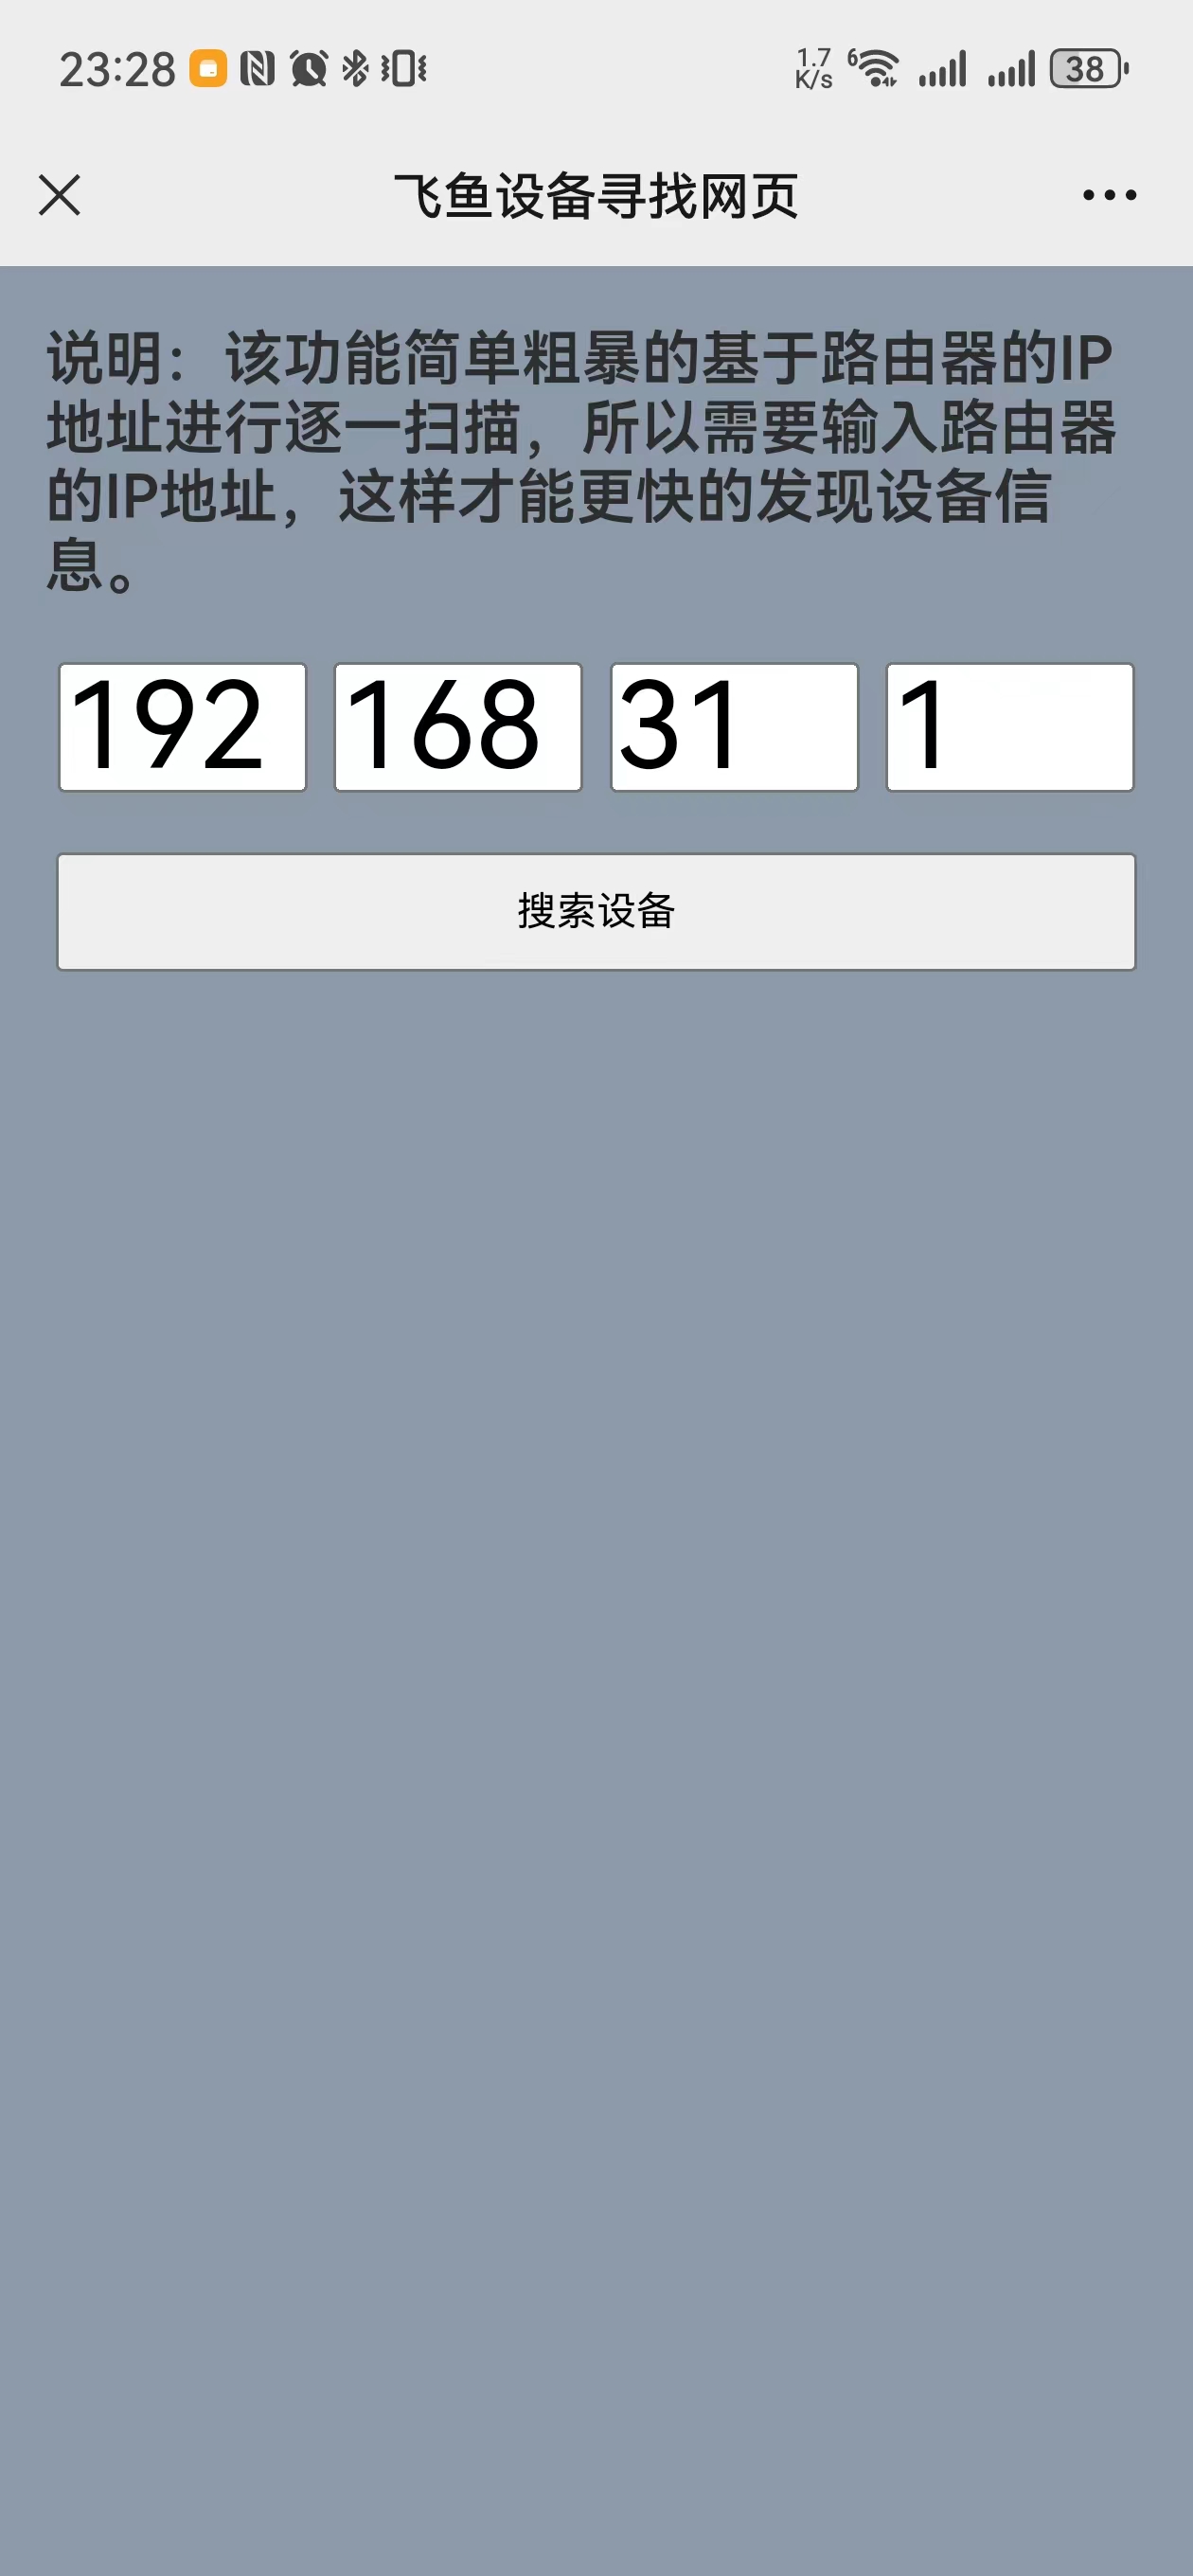 23:28
1.7
K/s
6
38
飞鱼设备寻找网页
说明：该功能简单粗暴的基于路由器的IP
地址进行逐一扫描，所以需要输入路由器
的IP地址，这样才能更快的发现设备信
息。
192 168 31 1
搜索设备